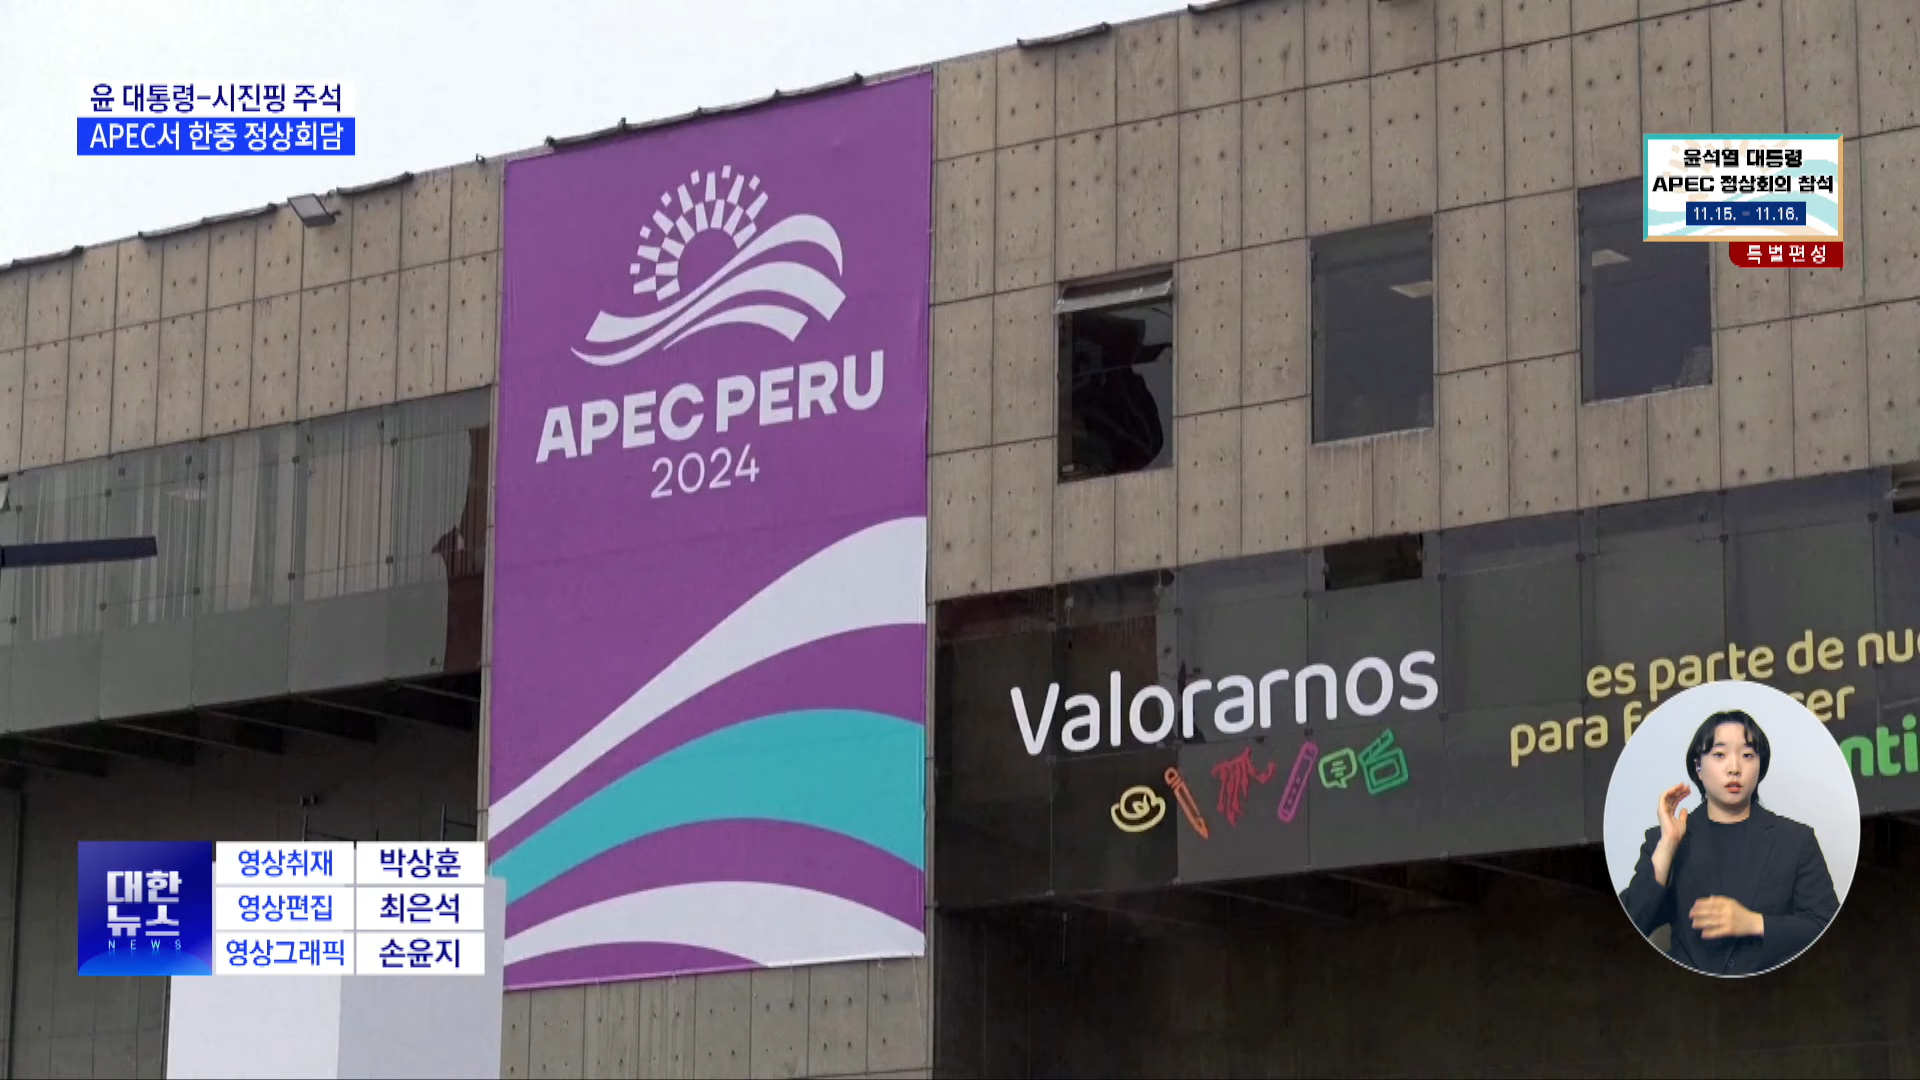 윤 대통령-시진핑 주석
APEC서 한중 정상회담
윤석열 대통령
APEC 정상회의 참석
11.15. - 11.16.
특별편성
APEC PERU
2024
Valorarnos
es parte de
para
대한
뉴스
NEWS
영상취재 박상훈
영상편집 최은석
영상그래픽 손윤지